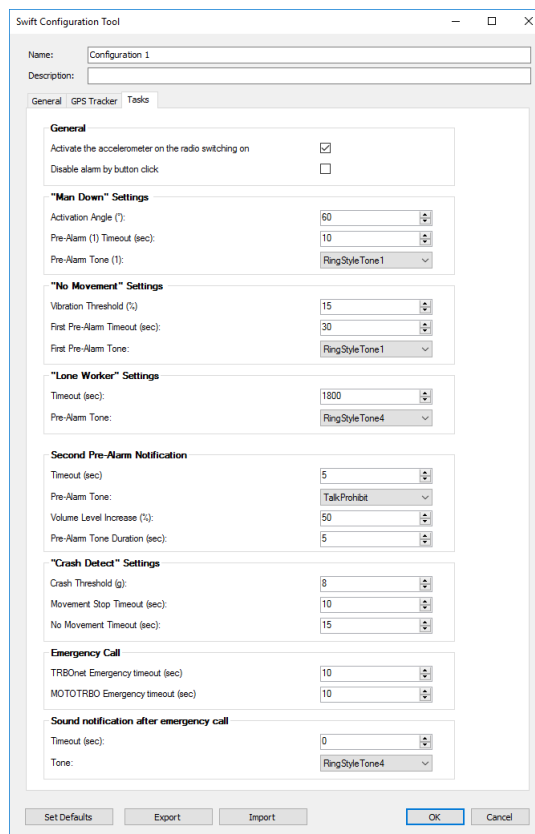 Swift Configuration Tool
Name: Configuration 1
Description:
General GPS Tracker Tasks
General
Activate the accelerometer on the radio switching on
Disable alarm by button click
"Man Down" Settings
Activation Angle (°): 60
Pre-Alarm (1) Timeout (sec): 10
Pre-Alarm Tone (1): RingStyleTone1
"No Movement" Settings
Vibration Threshold (%) 15
First Pre-Alarm Timeout (sec): 30
First Pre-Alarm Tone: RingStyleTone1
"Lone Worker" Settings
Timeout (sec): 1800
Pre-Alarm Tone: RingStyleTone4
Second Pre-Alarm Notification
Timeout (sec) 5
Pre-Alarm Tone: TalkProhibit
Volume Level Increase (%): 50
Pre-Alarm Tone Duration (sec): 5
"Crash Detect" Settings
Crash Threshold (g): 8
Movement Stop Timeout (sec): 10
No Movement Timeout (sec): 15
Emergency Call
TRBOnet Emergency timeout (sec) 10
MOTOTRBO Emergency timeout (sec) 10
Sound notification after emergency call
Timeout (sec): 0
Tone: RingStyleTone4
Set Defaults Export Import OK Cancel